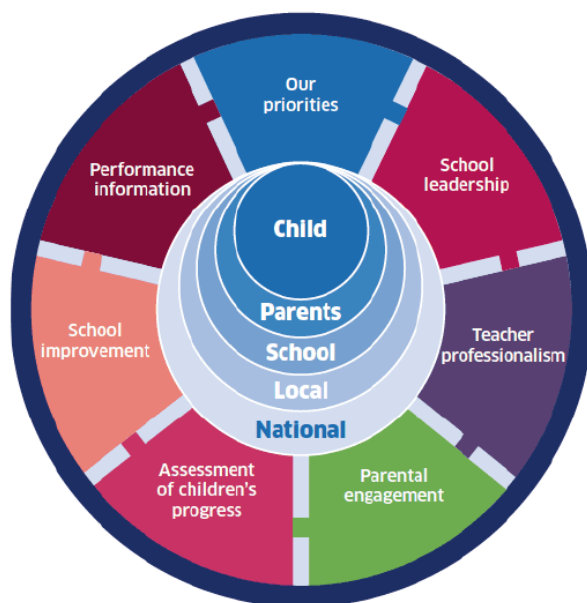 Our
priorities
School
leadership
Teacher
professionalism
Parental
engagement
Assessment
of children's
progress
School
improvement
Performance
information
Child
Parents
School
Local
National